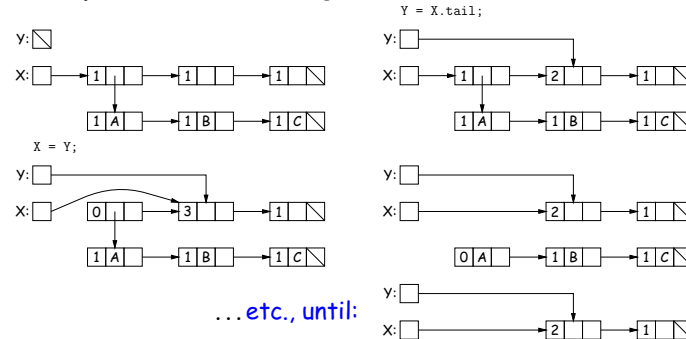 Y:
X: 1 1 1
1 A 1 B 1 C
Y = X.tail;
Y:
X: 1 2 1
1 A 1 B 1 C
X = Y;
Y:
X: 0 3 1
1 A 1 B 1 C
Y:
X: 2 1
0 A 1 B 1 C
...etc., until:
Y:
X: 2 1